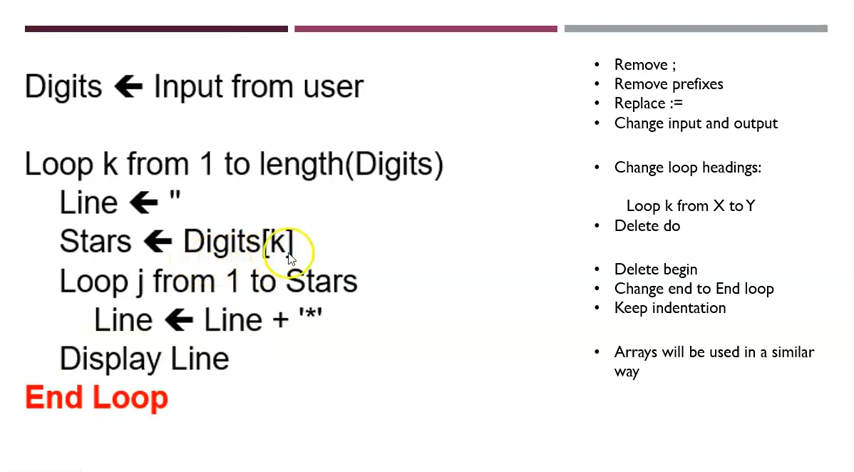 Digits 🡸 Input from user
Loop k from 1 to length(Digits)
Line 🡸 ''
Stars 🡸 Digits[k]
Loop j from 1 to Stars
Line 🡸 Line + '*'
Display Line
End Loop
• Remove ;
• Remove prefixes
• Replace :=
• Change input and output
• Change loop headings:
Loop k from X to Y
• Delete do
• Delete begin
• Change end to End loop
• Keep indentation
• Arrays will be used in a similar
way